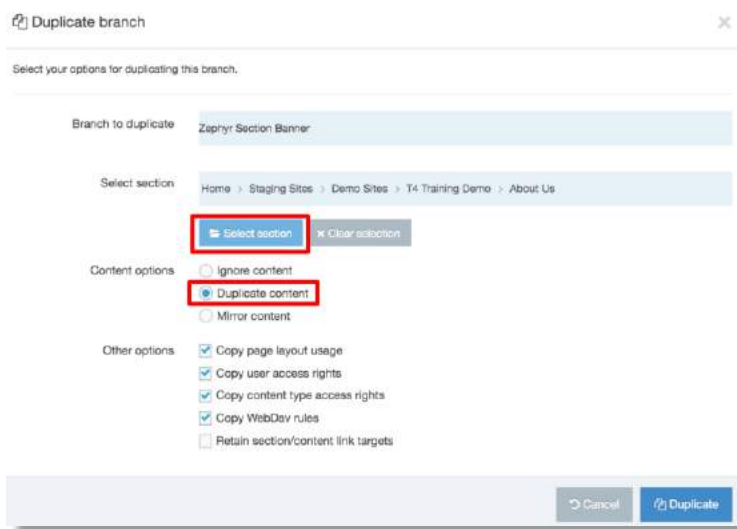 Duplicate branch
Select your options for duplicating this branch.
Branch to duplicate
Zephyr Section Banner
Select section
Home > Staging Sites > Demo Sites > T4 Training Demo > About Us
Select section
× Clear selection
Content options
Ignore content
Duplicate content
Mirror content
Other options
Copy page layout usage
Copy user access rights
Copy content type access rights
Copy WebDav rules
Retain section/content link targets
Cancel
Duplicate